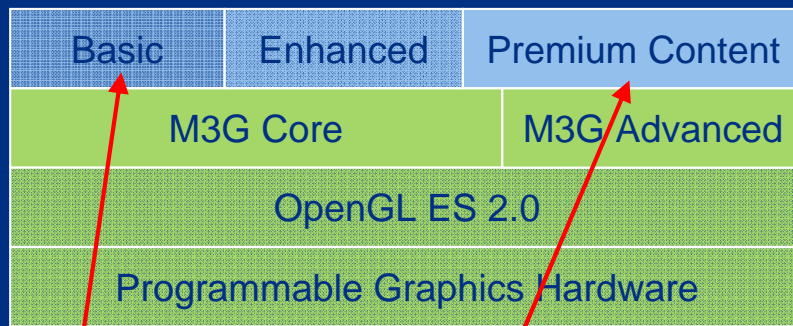 Basic Enhanced Premium Content
M3G Core M3G Advanced
OpenGL ES 2.0
Programmable Graphics Hardware